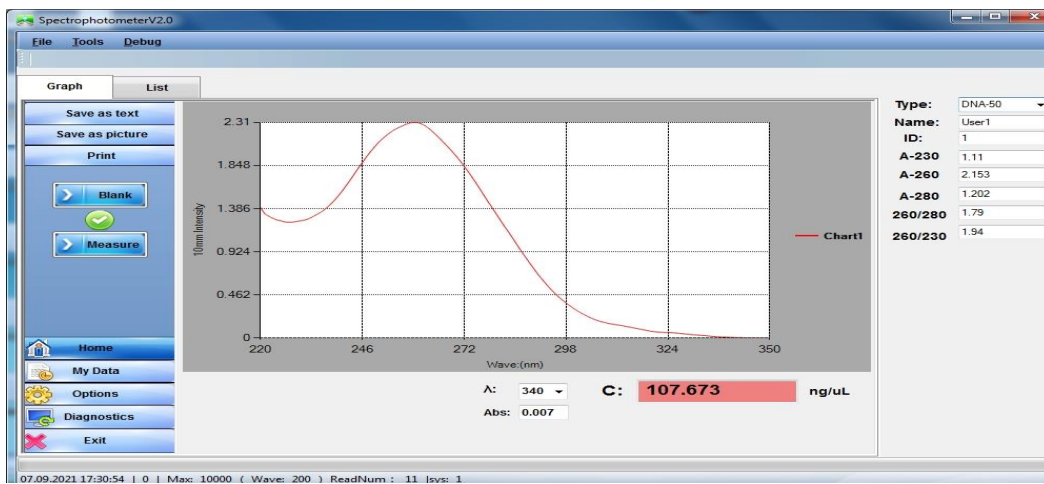 SpectrophotometerV2.0
File Tools Debug
Graph List
Save as text
Save as picture
Print
Blank
Measure
Home
My Data
Options
Diagnostics
Exit
2.31
1.848
1.386
0.924
0.462
0
10mm Intensity
220 246 272 298 324 350
Wave:(nm)
Chart1
λ: 340
Abs: 0.007
C: 107.673 ng/uL
Type: DNA-50
Name: User1
ID: 1
A-230 1.11
A-260 2.153
A-280 1.202
260/280 1.79
260/230 1.94
07.09.2021 17:30:54 | 0 | Max: 10000 ( Wave: 200 ) ReadNum : 11 |sys: 1